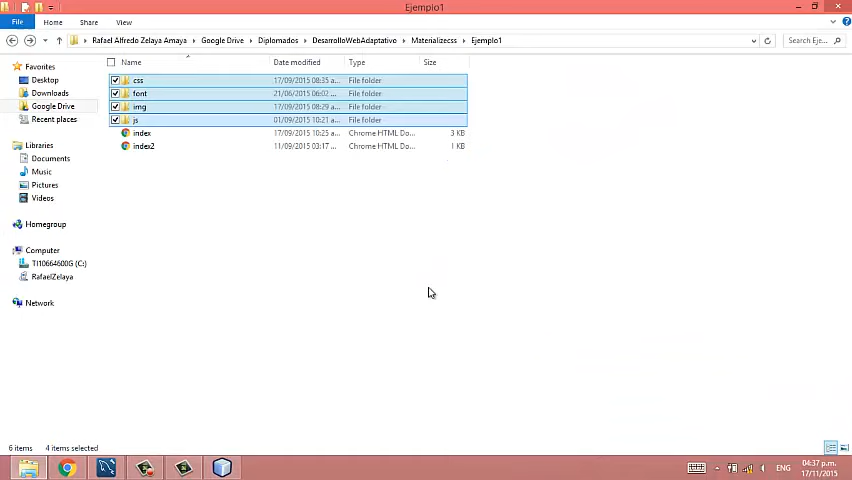 Ejemplo1
File Home Share View
Rafael Alfredo Zelaya Amaya Google Drive Diplomados DesarrolloWebAdaptativo Materializecss Ejemplo1 Search Eje...
Name Date modified Type Size
Favorites
Desktop
Downloads
Google Drive
Recent places
Libraries
Documents
Music
Pictures
Videos
Homegroup
Computer
TI10664600G (C:)
RafaelZelaya
Network
css 17/09/2015 08:35 a... File folder
font 21/06/2015 06:02 ... File folder
img 17/09/2015 08:29 a... File folder
js 01/09/2015 10:21 a... File folder
index 17/09/2015 10:25 a... Chrome HTML Do... 3 KB
index2 11/09/2015 03:17 ... Chrome HTML Do... 1 KB
6 items 4 items selected
ENG
04:37 p.m.
17/11/2015